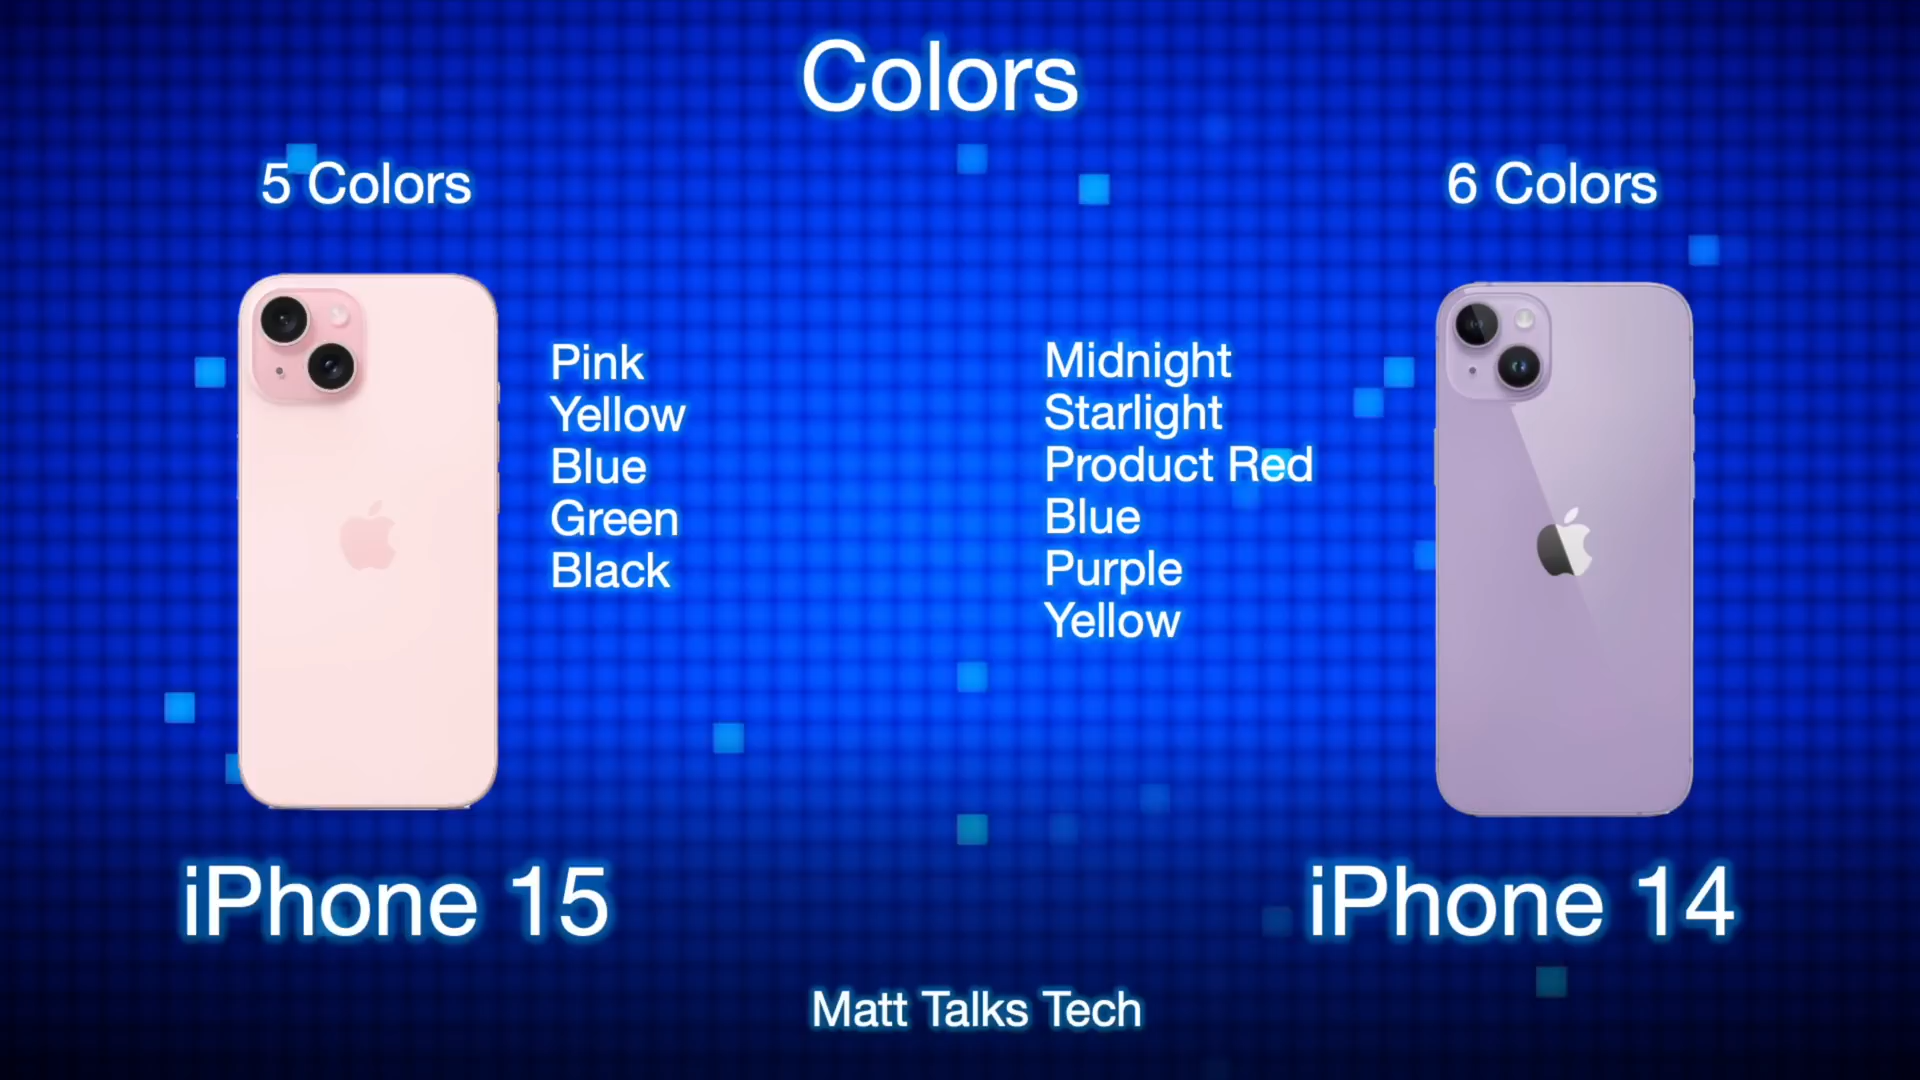 Colors
5 Colors
6 Colors
Pink
Yellow
Blue
Green
Black
Midnight
Starlight
Product Red
Blue
Purple
Yellow
iPhone 15
iPhone 14
Matt Talks Tech